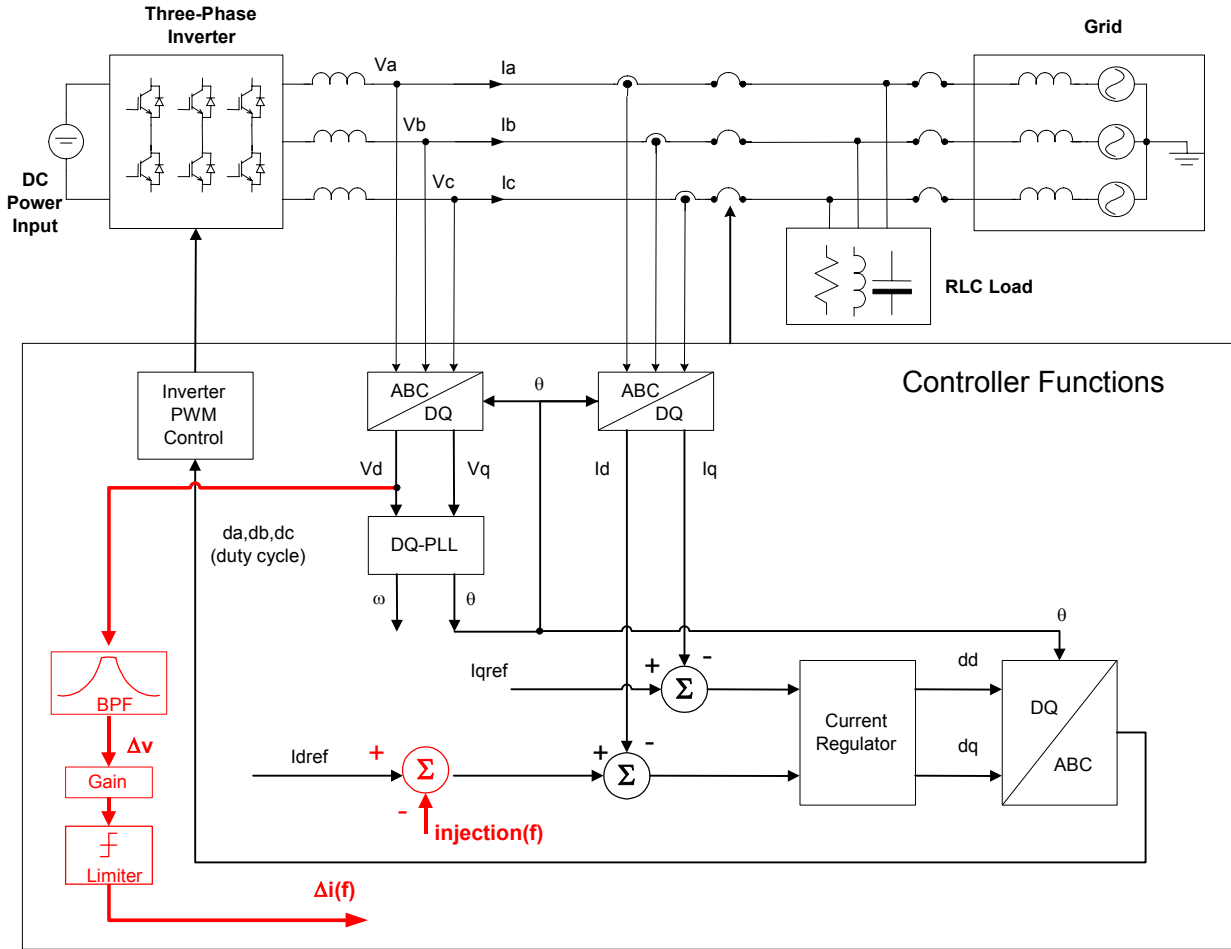 Three-Phase
Inverter
Grid
Va
Ia
Vb
Ib
Vc
Ic
DC
Power
Input
RLC Load
Controller Functions
Inverter
PWM
Control
ABC
DQ
θ
ABC
DQ
Vd
Vq
Id
Iq
da,db,dc
(duty cycle)
DQ-PLL
ω
θ
θ
BPF
Δv
Gain
Limiter
Δi(f)
Iqref
+
-
Σ
Idref
+
Σ
-
injection(f)
+
-
Σ
Current
Regulator
dd
dq
DQ
ABC